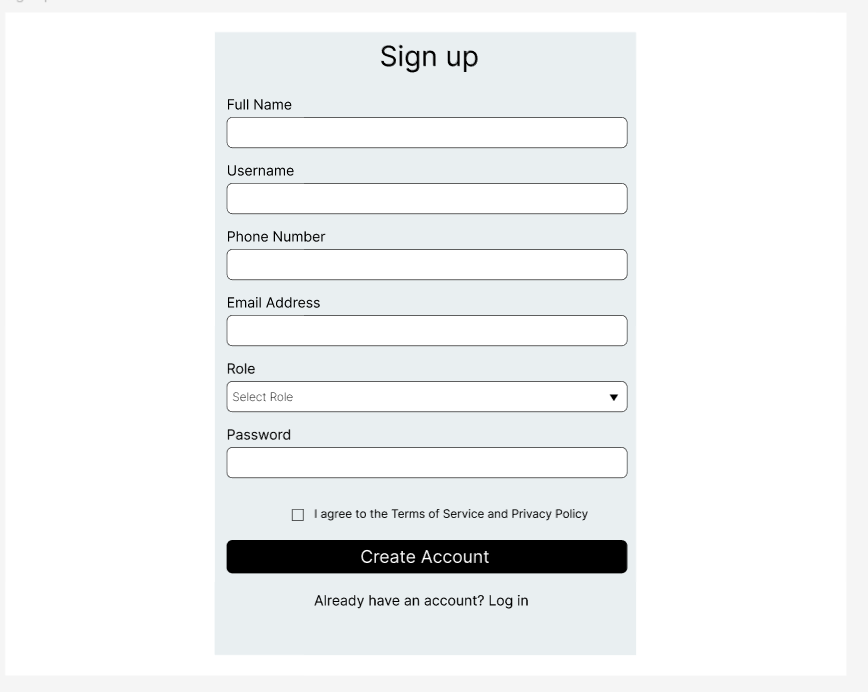 Sign up
Full Name
Username
Phone Number
Email Address
Role
Select Role
Password
I agree to the Terms of Service and Privacy Policy
Create Account
Already have an account? Log in